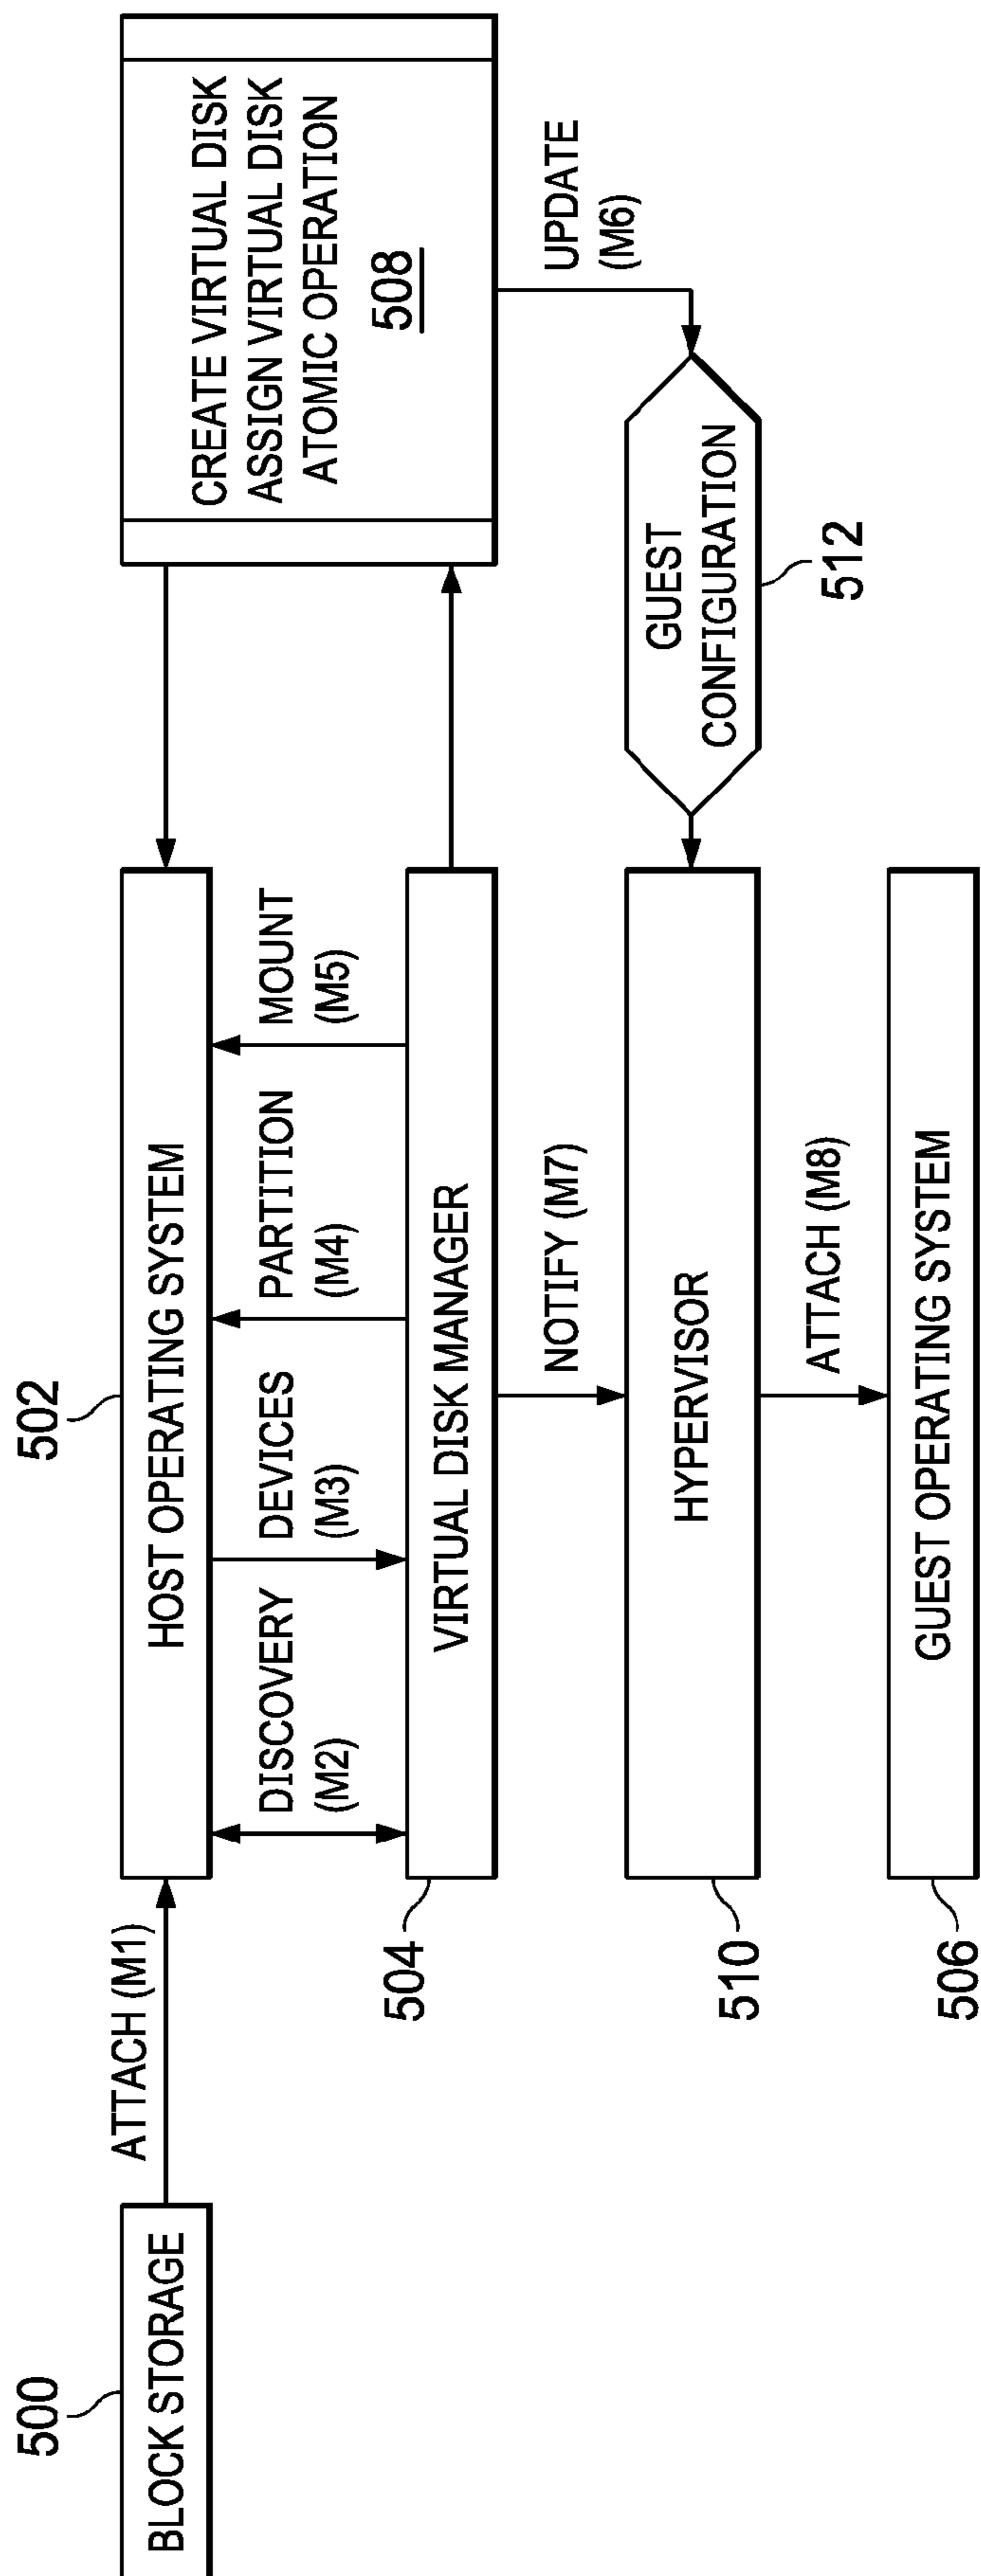 500
BLOCK STORAGE
ATTACH (M1)
502
HOST OPERATING SYSTEM
DISCOVERY
(M2)
DEVICES
(M3)
PARTITION
(M4)
MOUNT
(M5)
CREATE VIRTUAL DISK
ASSIGN VIRTUAL DISK
ATOMIC OPERATION
508
504
VIRTUAL DISK MANAGER
NOTIFY (M7)
UPDATE
(M6)
510
HYPERVISOR
GUEST
CONFIGURATION
512
ATTACH (M8)
506
GUEST OPERATING SYSTEM